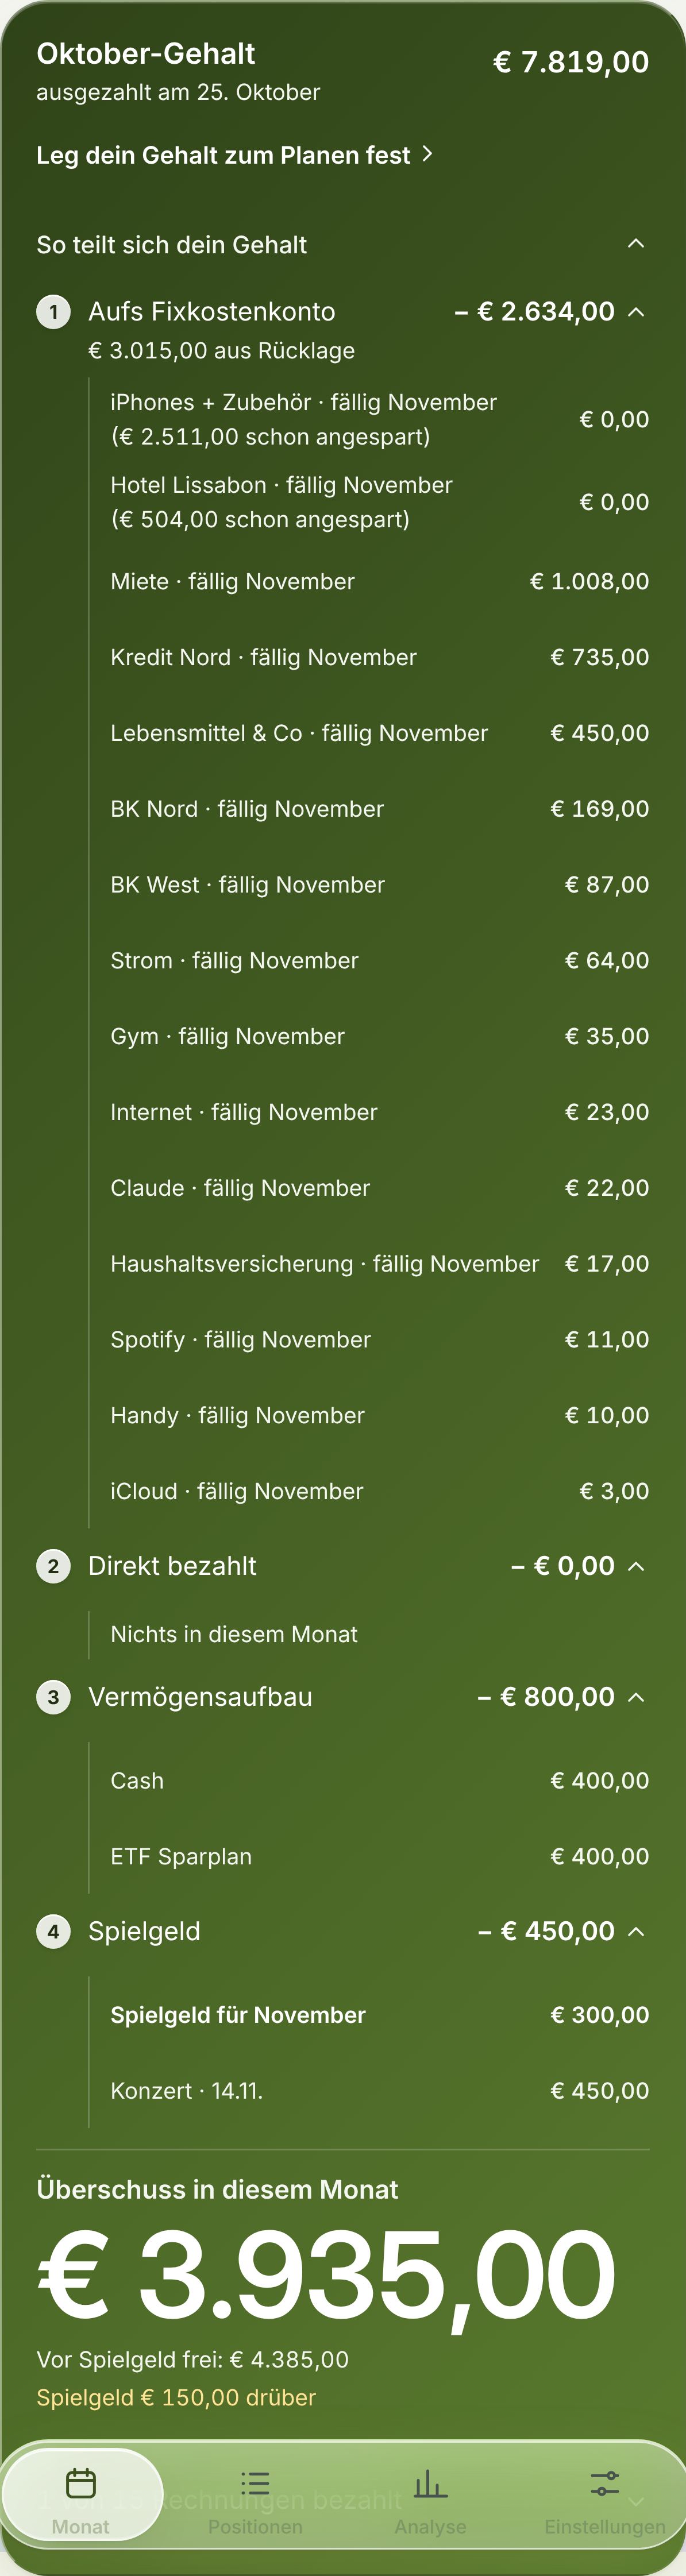 Oktober-Gehalt
€ 7.819,00
ausgezahlt am 25. Oktober
Leg dein Gehalt zum Planen fest
So teilt sich dein Gehalt
1 Aufs Fixkostenkonto – € 2.634,00
€ 3.015,00 aus Rücklage
iPhones + Zubehör · fällig November
(€ 2.511,00 schon angespart)
€ 0,00
Hotel Lissabon · fällig November
(€ 504,00 schon angespart)
€ 0,00
Miete · fällig November € 1.008,00
Kredit Nord · fällig November € 735,00
Lebensmittel & Co · fällig November € 450,00
BK Nord · fällig November € 169,00
BK West · fällig November € 87,00
Strom · fällig November € 64,00
Gym · fällig November € 35,00
Internet · fällig November € 23,00
Claude · fällig November € 22,00
Haushaltsversicherung · fällig November € 17,00
Spotify · fällig November € 11,00
Handy · fällig November € 10,00
iCloud · fällig November € 3,00
2 Direkt bezahlt – € 0,00
Nichts in diesem Monat
3 Vermögensaufbau – € 800,00
Cash € 400,00
ETF Sparplan € 400,00
4 Spielgeld – € 450,00
Spielgeld für November € 300,00
Konzert · 14.11. € 450,00
Überschuss in diesem Monat
€ 3.935,00
Vor Spielgeld frei: € 4.385,00
Spielgeld € 150,00 drüber
Rechnungen bezahlt
Monat Positionen Analyse Einstellungen